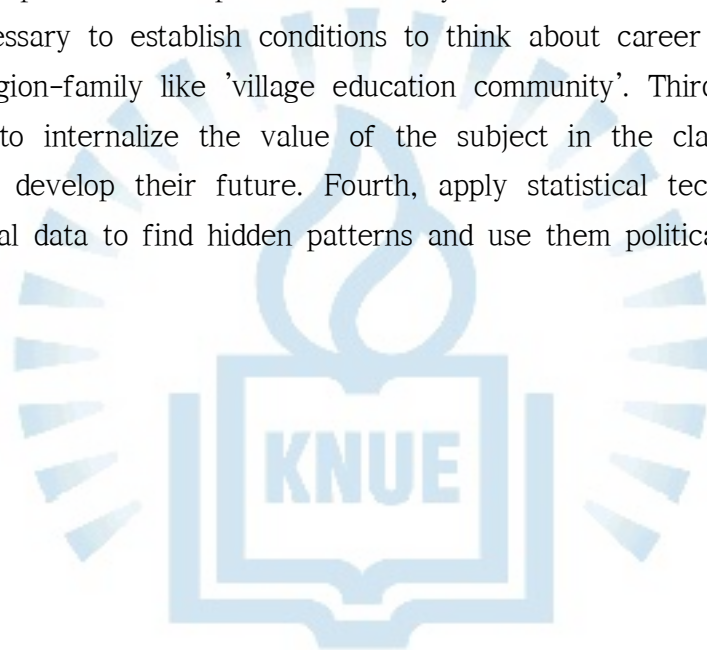 essary to establish conditions to think about career
gion-family like 'village education community'. Third
to internalize the value of the subject in the cla
develop their future. Fourth, apply statistical tec
al data to find hidden patterns and use them politica
KNUE